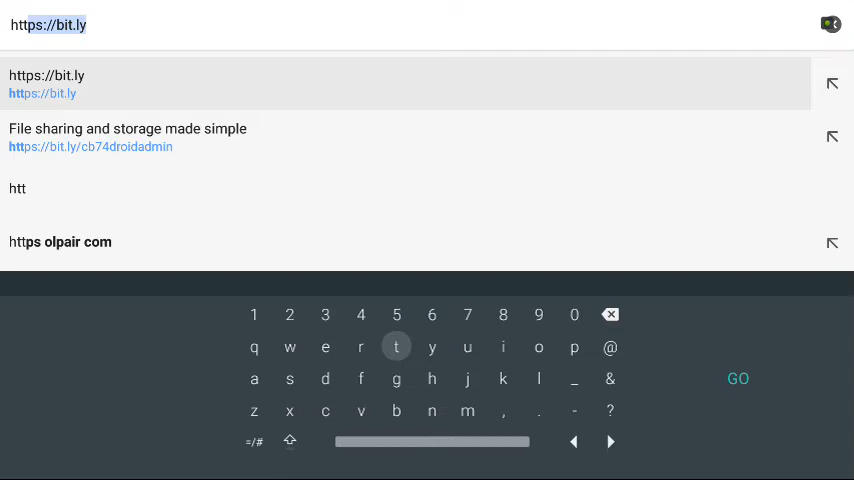 https://bit.ly
https://bit.ly
https://bit.ly
File sharing and storage made simple
https://bit.ly/cb74droidadmin
htt
https olpair com
1 2 3 4 5 6 7 8 9 0
q w e r t y u i o p @
a s d f g h j k l _ &
GO
z x c v b n m , . - ?
=/#